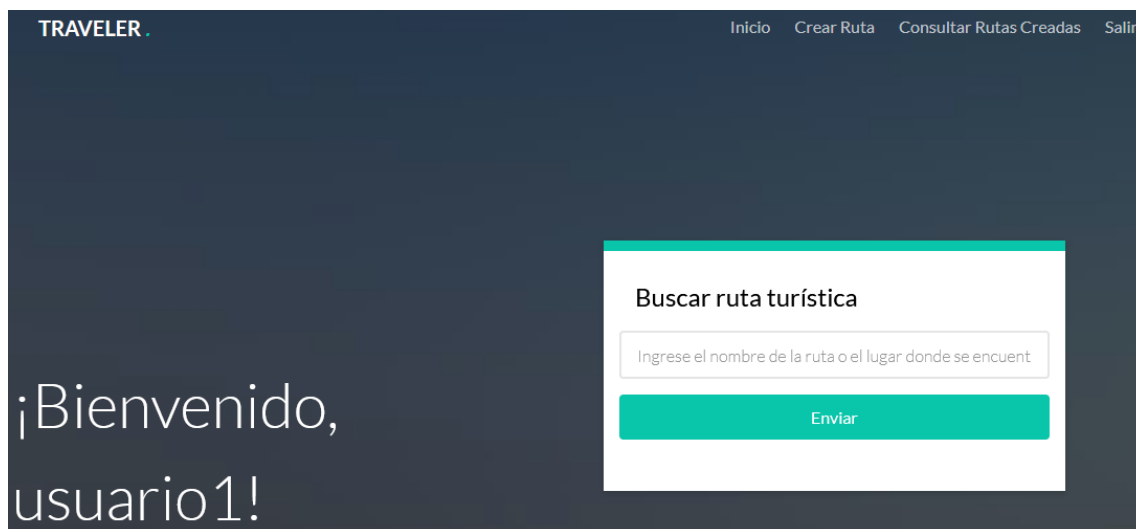 TRAVELER .
Inicio Crear Ruta Consultar Rutas Creadas Salir
Buscar ruta turística
Ingrese el nombre de la ruta o el lugar donde se encuent
Enviar
¡Bienvenido,
usuario1!